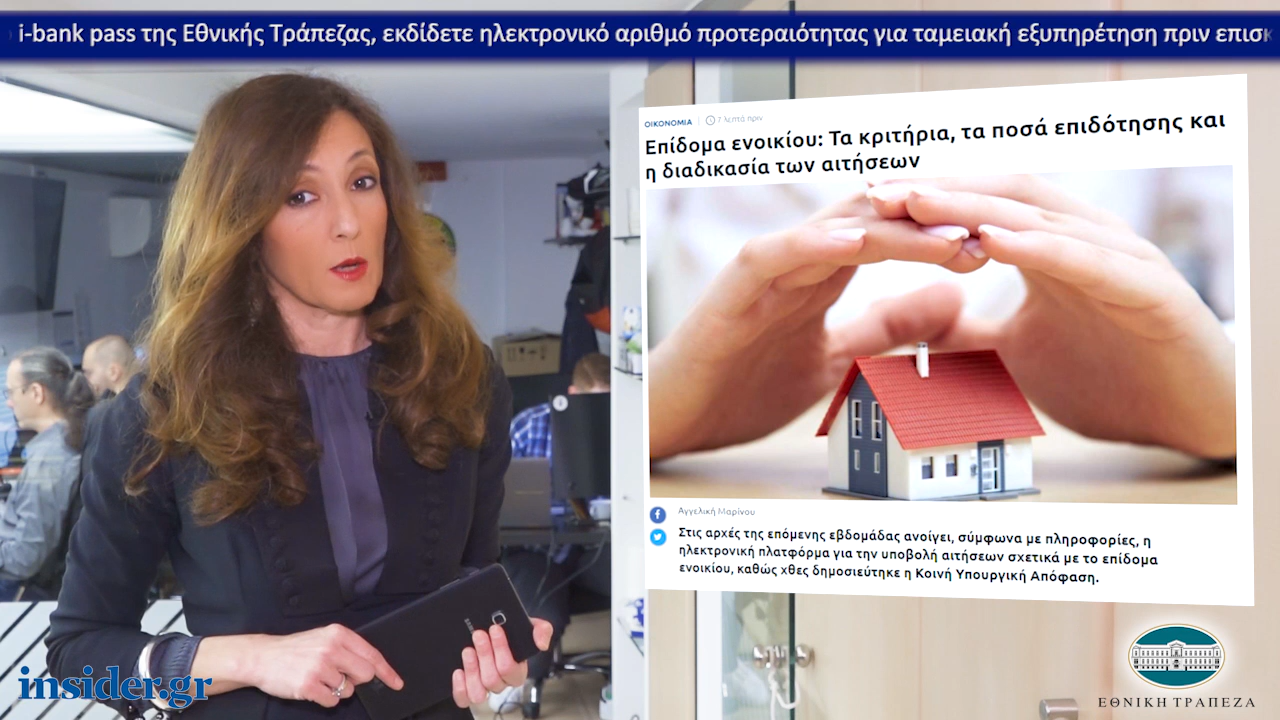 i-bank pass της Εθνικής Τράπεζας, εκδίδετε ηλεκτρονικό αριθμό προτεραιότητας για ταμειακή εξυπηρέτηση πριν επισκ
ΟΙΚΟΝΟΜΙΑ 7 λεπτά πριν
Επίδομα ενοικίου: Τα κριτήρια, τα ποσά επιδότησης και
η διαδικασία των αιτήσεων
Αγγελική Μαρίνου
Στις αρχές της επόμενης εβδομάδας ανοίγει, σύμφωνα με πληροφορίες, η
ηλεκτρονική πλατφόρμα για την υποβολή αιτήσεων σχετικά με το επίδομα
ενοικίου, καθώς χθες δημοσιεύτηκε η Κοινή Υπουργική Απόφαση.
SAMSUNG
insider.gr
ΕΘΝΙΚΗ ΤΡΑΠΕΖΑ